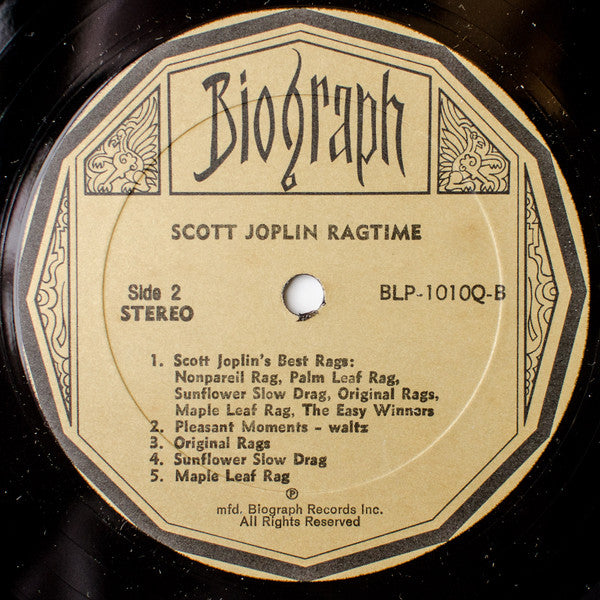 Biograph
SCOTT JOPLIN RAGTIME
Side 2
STEREO
BLP-1010Q-B
1. Scott Joplin's Best Rags:
Nonpareil Rag, Palm Leaf Rag,
Sunflower Slow Drag, Original Rags,
Maple Leaf Rag, The Easy Winners
2. Pleasant Moments - waltz
3. Original Rags
4. Sunflower Slow Drag
5. Maple Leaf Rag
℗
mfd. Biograph Records Inc.
All Rights Reserved